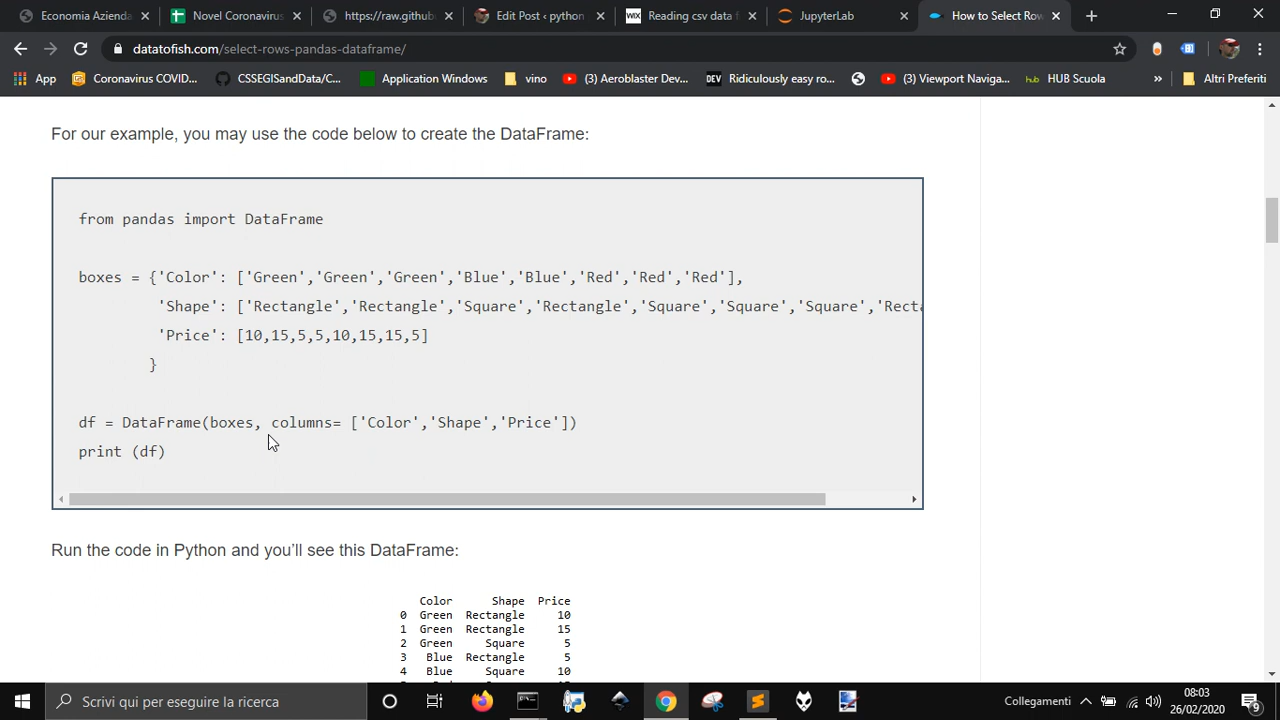 Economia Azienda
Novel Coronavirus
https://raw.githubu
Edit Post ‹ python
WIX Reading csv data f
JupyterLab
How to Select Row
datatofish.com/select-rows-pandas-dataframe/
App
Coronavirus COVID...
CSSEGISandData/C...
Application Windows
vino
(3) Aeroblaster Dev...
DEV Ridiculously easy ro...
(3) Viewport Naviga...
hub HUB Scuola
»
Altri Preferiti
For our example, you may use the code below to create the DataFrame:
from pandas import DataFrame
boxes = {'Color': ['Green','Green','Green','Blue','Blue','Red','Red','Red'],
'Shape': ['Rectangle','Rectangle','Square','Rectangle','Square','Square','Square','Recta
'Price': [10,15,5,5,10,15,15,5]
}
df = DataFrame(boxes, columns= ['Color','Shape','Price'])
print (df)
Run the code in Python and you’ll see this DataFrame:
Color Shape Price
0 Green Rectangle 10
1 Green Rectangle 15
2 Green Square 5
3 Blue Rectangle 5
4 Blue Square 10
Scrivi qui per eseguire la ricerca
Collegamenti
08:03
26/02/2020
9